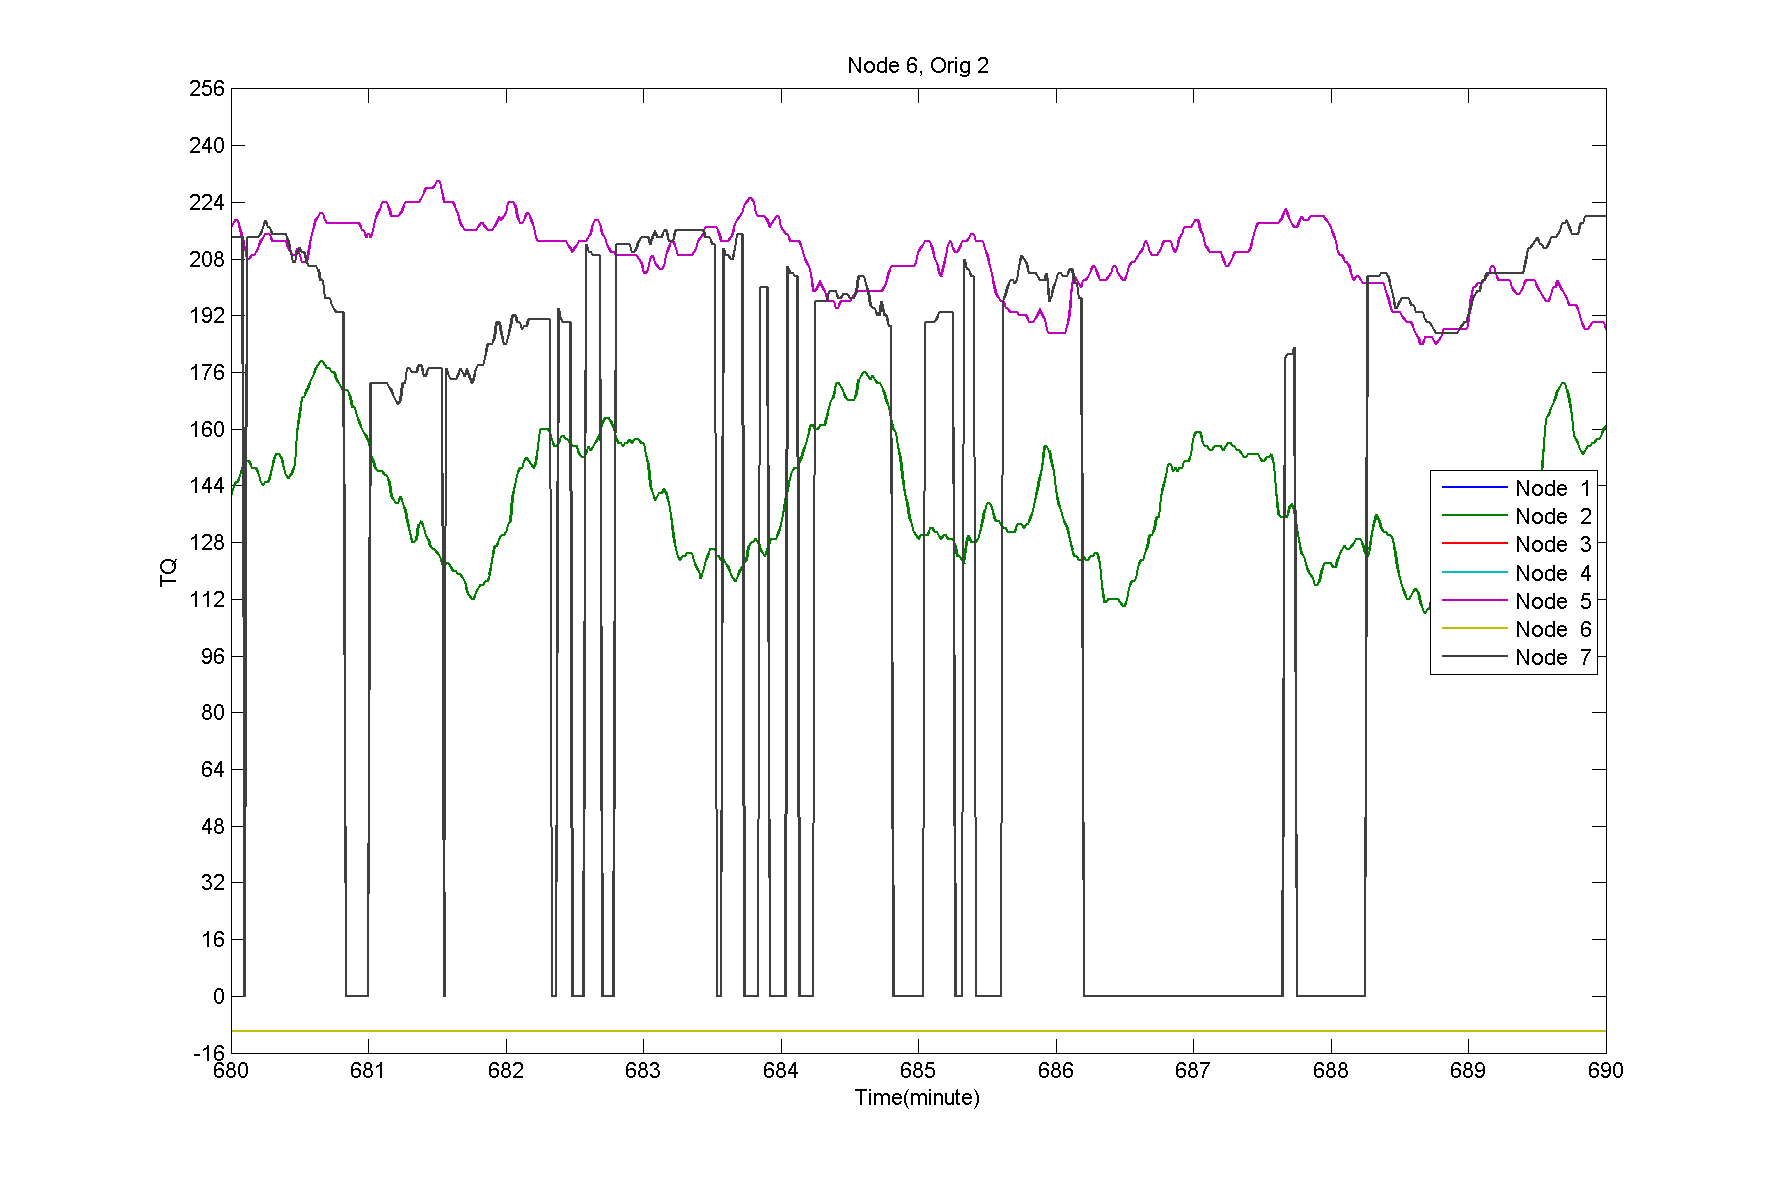 Node 6, Orig 2
256
240
224
208
192
176
160
144
128
112
96
80
64
48
32
16
0
-16
TQ
Node 1
Node 2
Node 3
Node 4
Node 5
Node 6
Node 7
680 681 682 683 684 685 686 687 688 689 690
Time(minute)